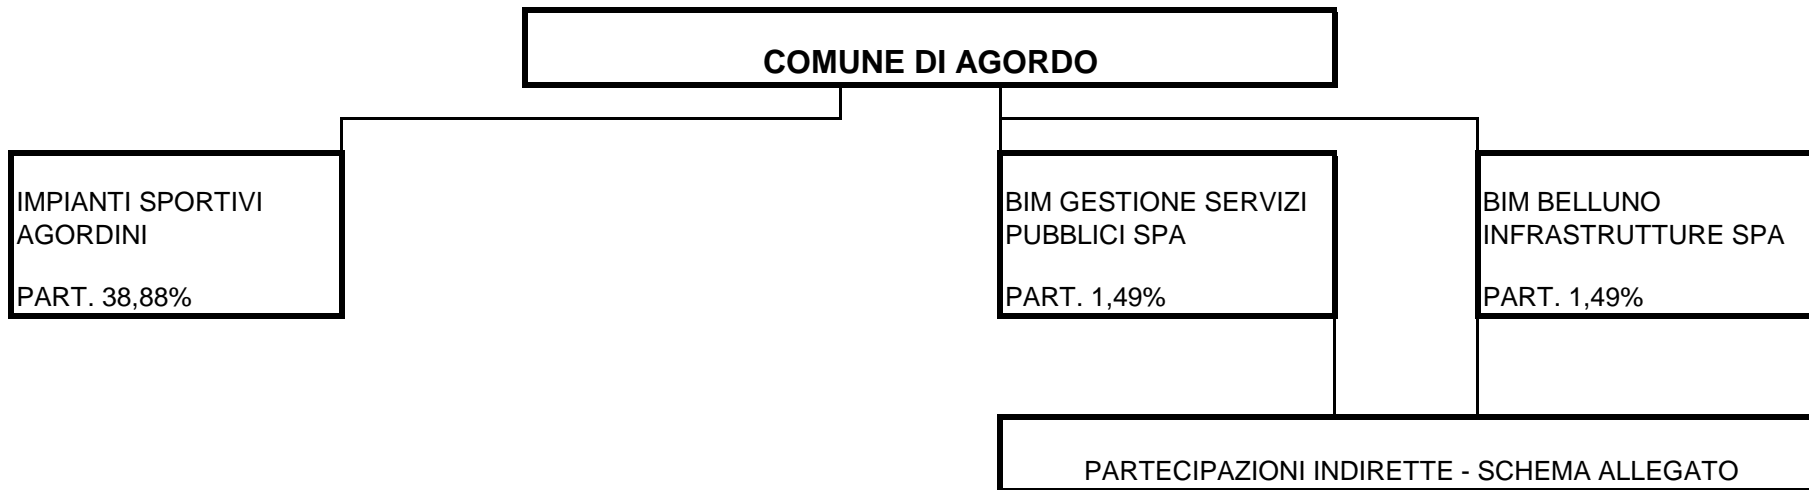 COMUNE DI AGORDO
IMPIANTI SPORTIVI
AGORDINI
PART. 38,88%
BIM GESTIONE SERVIZI
PUBBLICI SPA
PART. 1,49%
BIM BELLUNO
INFRASTRUTTURE SPA
PART. 1,49%
PARTECIPAZIONI INDIRETTE - SCHEMA ALLEGATO